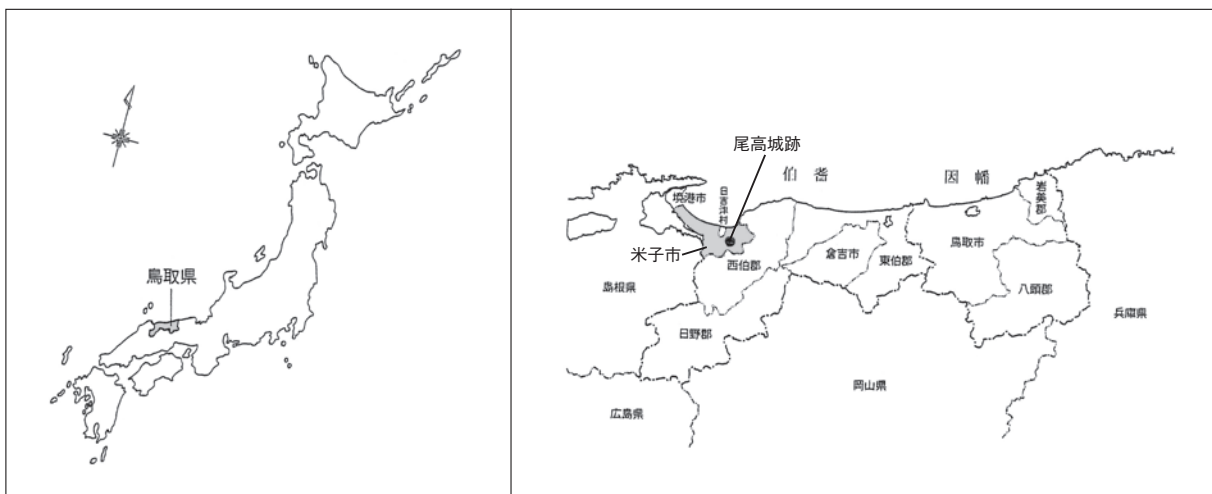 鳥取県
尾高城跡
伯耆
因幡
境港市
日吉津村
岩美郡
米子市
西伯郡
倉吉市
東伯郡
鳥取市
八頭郡
島根県
日野郡
兵庫県
岡山県
広島県